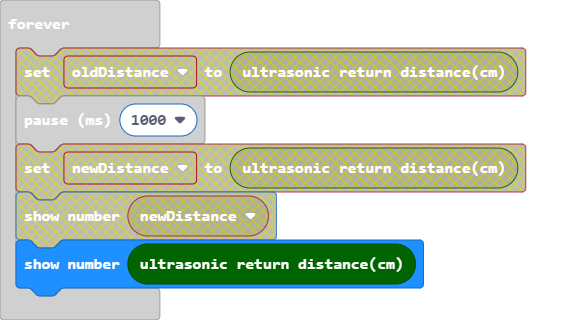 forever
set oldDistance to ultrasonic return distance(cm)
pause (ms) 1000
set newDistance to ultrasonic return distance(cm)
show number newDistance
show number ultrasonic return distance(cm)